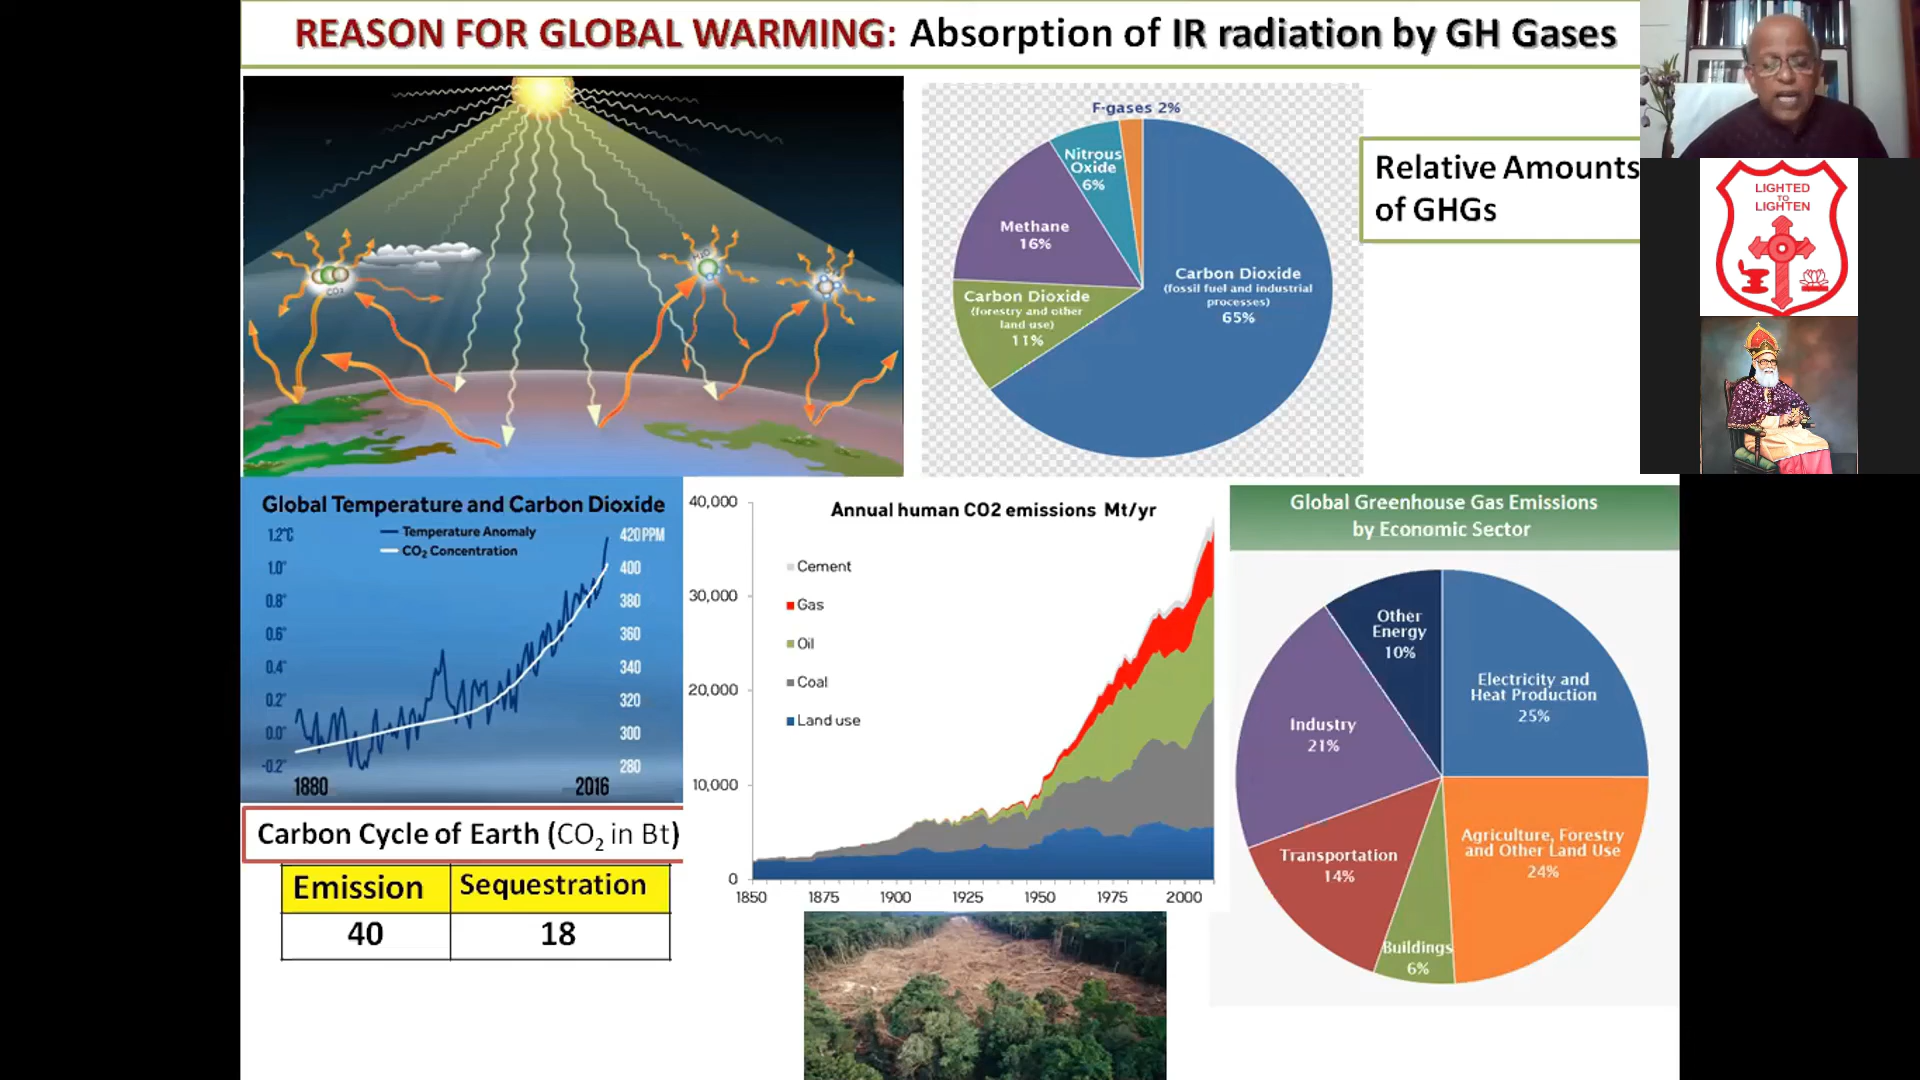 REASON FOR GLOBAL WARMING: Absorption of IR radiation by GH Gases
CO2
H2O
F-gases 2%
Nitrous
Oxide
6%
Methane
16%
Carbon Dioxide
(forestry and other
land use)
11%
Carbon Dioxide
(fossil fuel and industrial
processes)
65%
Relative Amounts
of GHGs
LIGHTED
TO
LIGHTEN
Global Temperature and Carbon Dioxide
Temperature Anomaly
CO₂ Concentration
1.2°C
1.0°
0.8°
0.6°
0.4°
0.2°
0.0°
-0.2°
420 PPM
400
380
360
340
320
300
280
1880
2016
Annual human CO2 emissions Mt/yr
40,000
30,000
20,000
10,000
0
Cement
Gas
Oil
Coal
Land use
1850
1875
1900
1925
1950
1975
2000
Global Greenhouse Gas Emissions
by Economic Sector
Other
Energy
10%
Electricity and
Heat Production
25%
Industry
21%
Agriculture, Forestry
and Other Land Use
24%
Transportation
14%
Buildings
6%
Carbon Cycle of Earth (CO₂ in Bt)
Emission Sequestration
40 18